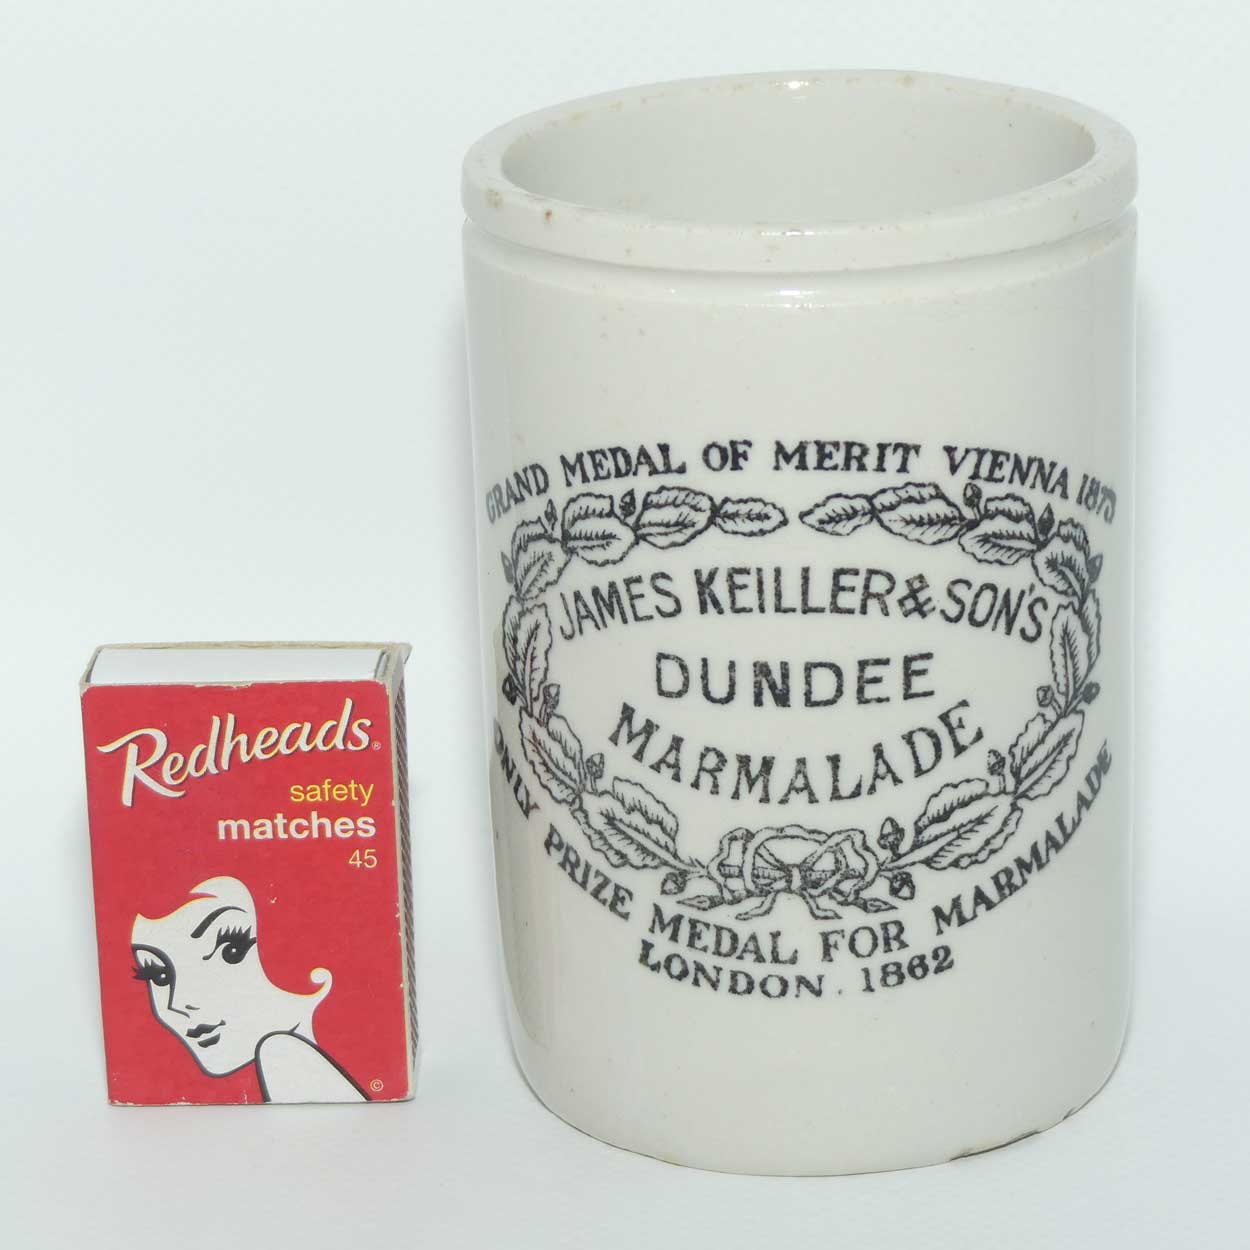 Redheads®
safety
matches
45
©
GRAND MEDAL OF MERIT VIENNA 1873
JAMES KEILLER & SON'S
DUNDEE
MARMALADE
ONLY PRIZE MEDAL FOR MARMALADE
LONDON. 1862